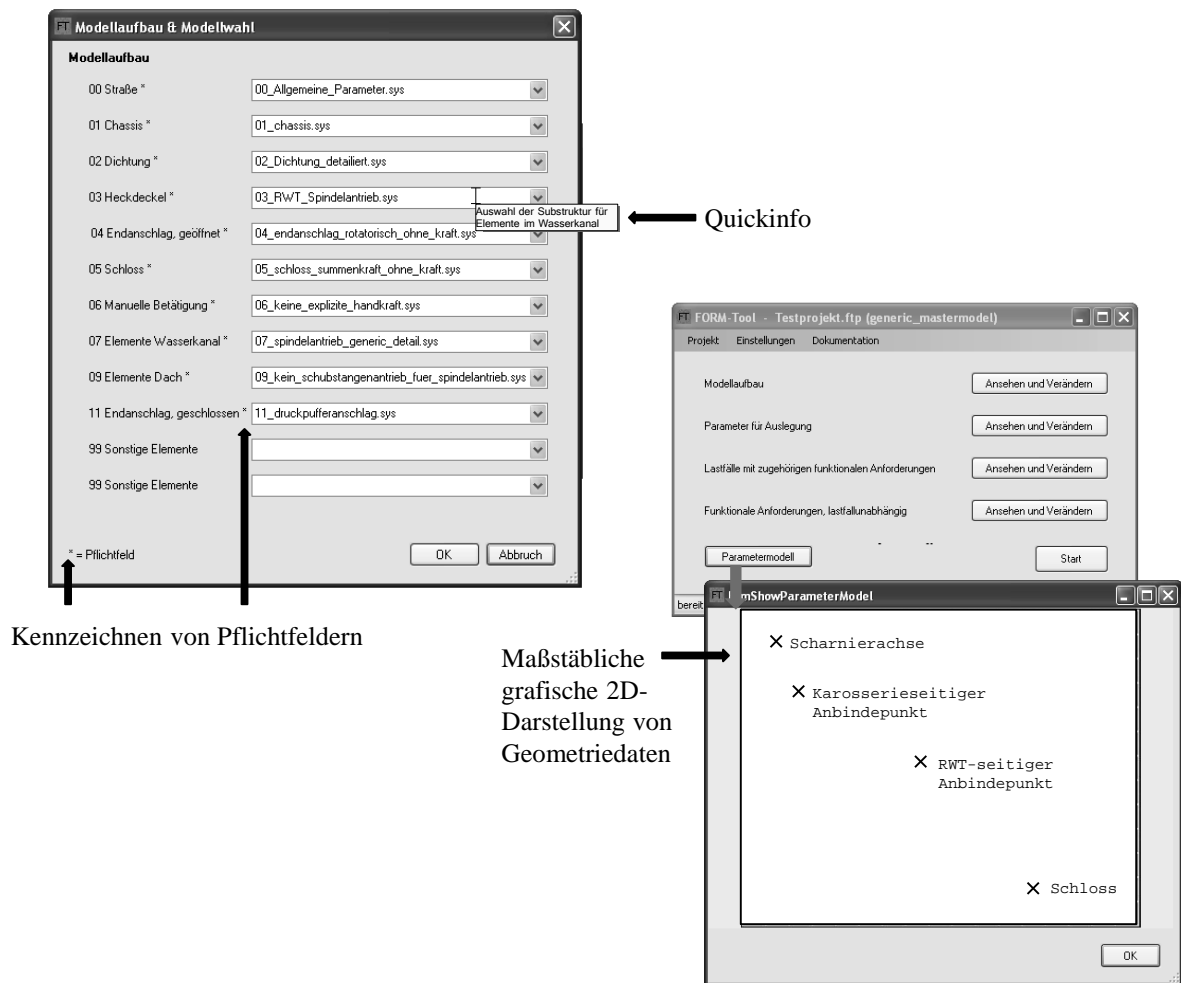 FT Modellaufbau & Modellwahl
Modellaufbau
00 Straße * 00_Allgemeine_Parameter.sys
01 Chassis * 01_chassis.sys
02 Dichtung * 02_Dichtung_detailiert.sys
03 Heckdeckel * 03_RWT_Spindelantrieb.sys
Auswahl der Substruktur für
Elemente im Wasserkanal
Quickinfo
04 Endanschlag, geöffnet * 04_endanschlag_rotatorisch_ohne_kraft.sys
05 Schloss * 05_schloss_summenkraft_ohne_kraft.sys
06 Manuelle Betätigung * 06_keine_explizite_handkraft.sys
07 Elemente Wasserkanal * 07_spindelantrieb_generic_detail.sys
09 Elemente Dach * 09_kein_schubstangenantrieb_fuer_spindelantrieb.sys
11 Endanschlag, geschlossen * 11_druckpufferanschlag.sys
99 Sonstige Elemente
99 Sonstige Elemente
* = Pflichtfeld OK Abbruch
Kennzeichnen von Pflichtfeldern
FT FORM-Tool - Testprojekt.ftp (generic_mastermodel)
Projekt Einstellungen Dokumentation
Modellaufbau Ansehen und Verändern
Parameter für Auslegung Ansehen und Verändern
Lastfälle mit zugehörigen funktionalen Anforderungen Ansehen und Verändern
Funktionale Anforderungen, lastfallunabhängig Ansehen und Verändern
Parametermodell Start
bereit
FT mShowParameterModel
Maßstäbliche
grafische 2D-
Darstellung von
Geometriedaten
Scharnierachse
Karosserieseitiger
Anbindepunkt
RWT-seitiger
Anbindepunkt
Schloss
OK